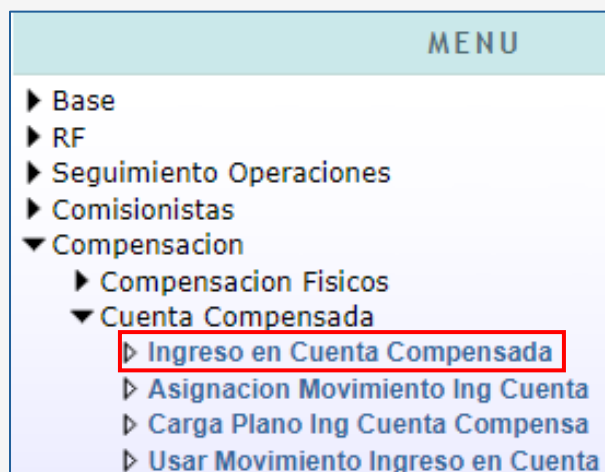 MENU
Base
RF
Seguimiento Operaciones
Comisionistas
Compensacion
Compensacion Fisicos
Cuenta Compensada
Ingreso en Cuenta Compensada
Asignacion Movimiento Ing Cuenta
Carga Plano Ing Cuenta Compensa
Usar Movimiento Ingreso en Cuenta